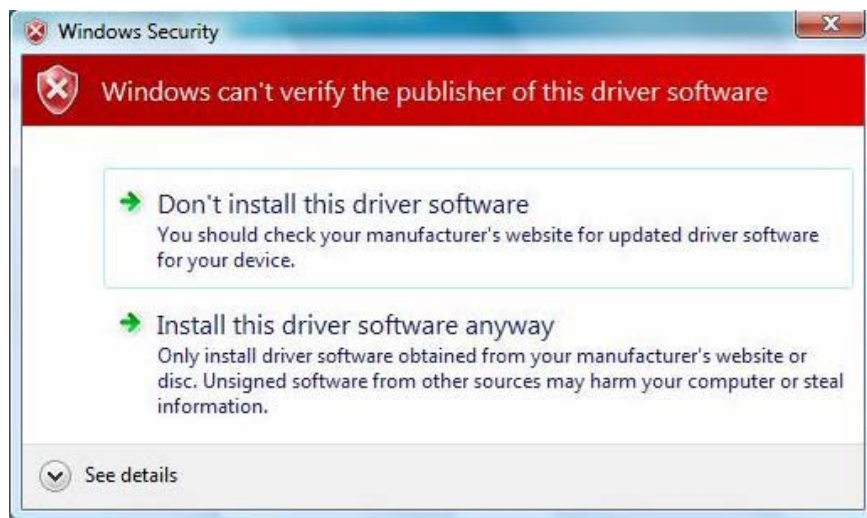 Windows Security
Windows can't verify the publisher of this driver software
Don't install this driver software
You should check your manufacturer's website for updated driver software
for your device.
Install this driver software anyway
Only install driver software obtained from your manufacturer's website or
disc. Unsigned software from other sources may harm your computer or steal
information.
See details